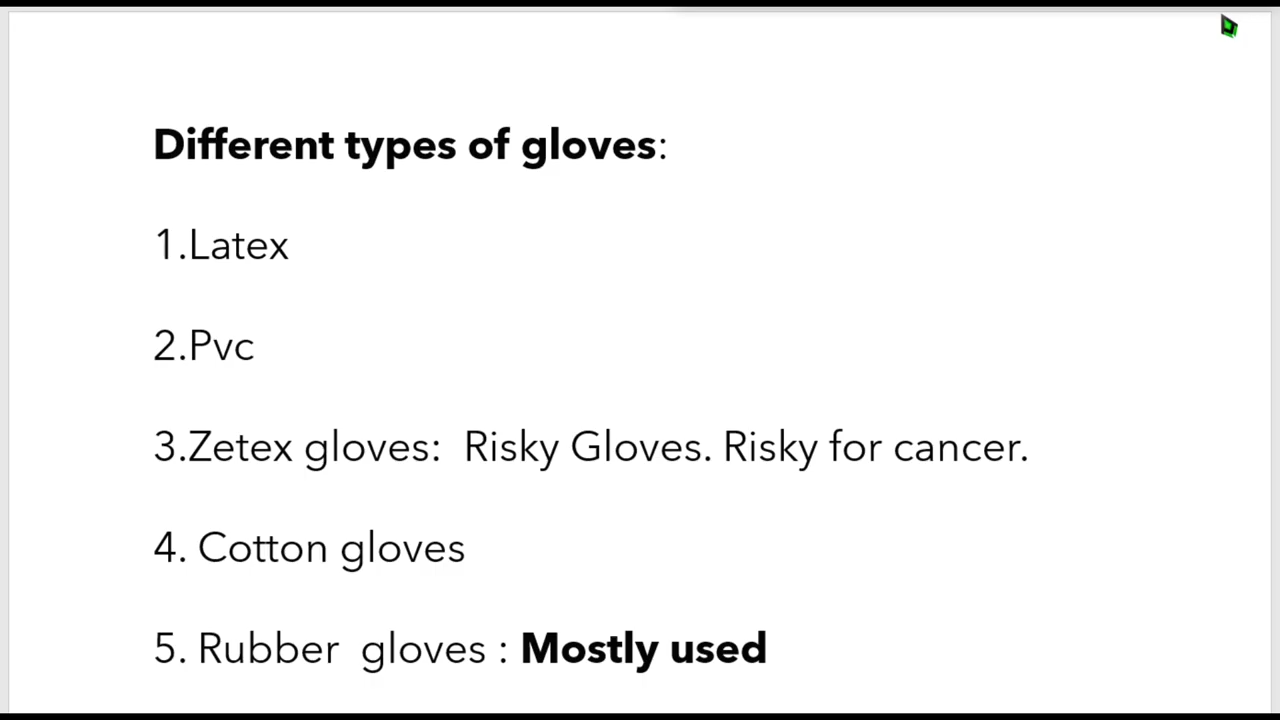 Different types of gloves:
1.Latex
2.Pvc
3.Zetex gloves:  Risky Gloves. Risky for cancer.
4. Cotton gloves
5. Rubber  gloves : Mostly used